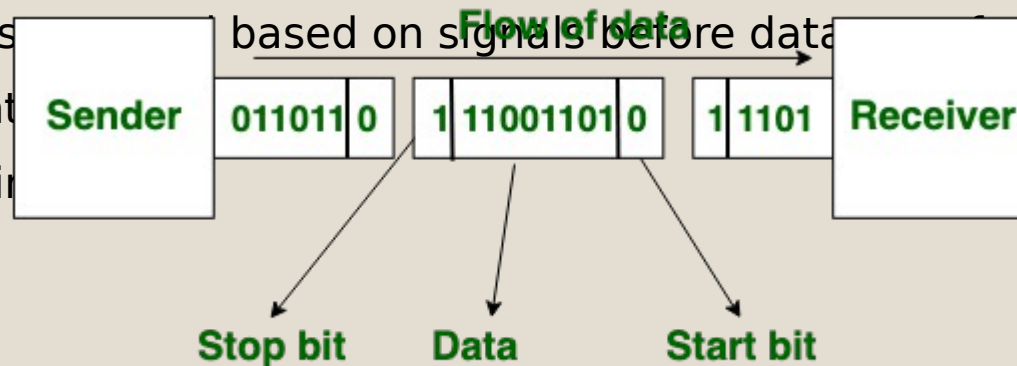 Flow of data
based on signals before data
Sender
011011 0
1 11001101 0
1 1101
Receiver
Stop bit
Data
Start bit